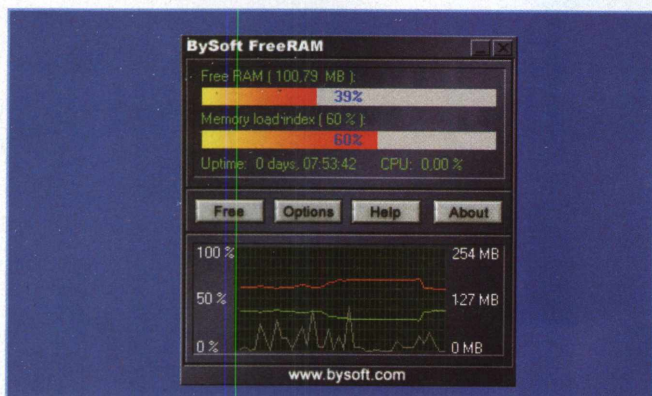 BySoft FreeRAM
Free RAM ( 100,79 MB ):
39%
Memory load index ( 60 % ):
60%
Uptime: 0 days, 07:53:42 CPU: 0.00 %
Free Options Help About
100 % 254 MB
50 % 127 MB
0 % 0 MB
www.bysoft.com